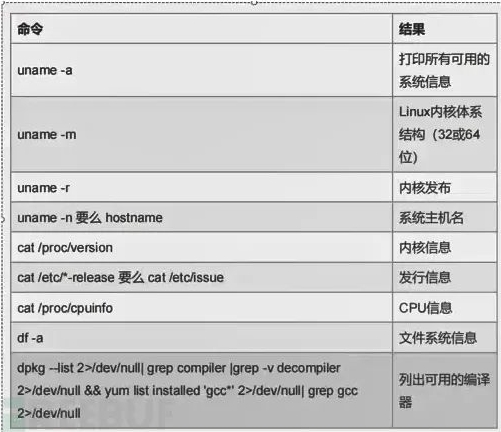 命令 结果
uname -a 打印所有可用的
系统信息
uname -m Linux内核体系
结构（32或64
位）
uname -r 内核发布
uname -n 要么 hostname 系统主机名
cat /proc/version 内核信息
cat /etc/*-release 要么 cat /etc/issue 发行信息
cat /proc/cpuinfo CPU信息
df -a 文件系统信息
dpkg --list 2>/dev/null| grep compiler |grep -v decompiler
2>/dev/null && yum list installed 'gcc*' 2>/dev/null| grep gcc
2>/dev/null
列出可用的编译
器